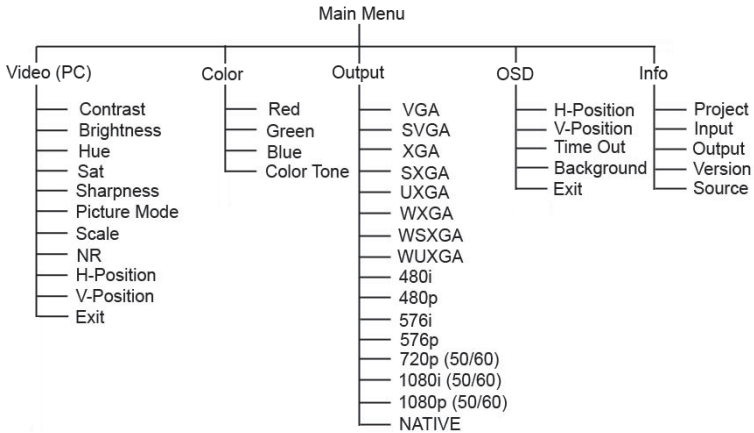 Main Menu
Video (PC)
Contrast
Brightness
Hue
Sat
Sharpness
Picture Mode
Scale
NR
H-Position
V-Position
Exit
Color
Red
Green
Blue
Color Tone
Output
VGA
SVGA
XGA
SXGA
UXGA
WXGA
WSXGA
WUXGA
480i
480p
576i
576p
720p (50/60)
1080i (50/60)
1080p (50/60)
NATIVE
OSD
H-Position
V-Position
Time Out
Background
Exit
Info
Project
Input
Output
Version
Source